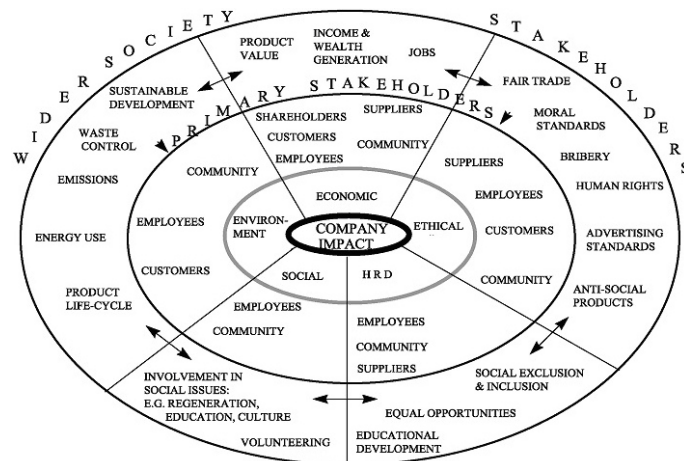 WIDER SOCIETY
STAKEHOLDERS
PRIMARY STAKEHOLDERS
PRODUCT
VALUE
INCOME &
WEALTH
GENERATION
JOBS
SUSTAINABLE
DEVELOPMENT
WASTE
CONTROL
EMISSIONS
ENERGY USE
PRODUCT
LIFE-CYCLE
FAIR TRADE
MORAL
STANDARDS
BRIBERY
HUMAN RIGHTS
ADVERTISING
STANDARDS
ANTI-SOCIAL
PRODUCTS
SHAREHOLDERS
SUPPLIERS
CUSTOMERS
COMMUNITY
EMPLOYEES
COMMUNITY
EMPLOYEES
CUSTOMERS
SUPPLIERS
EMPLOYEES
CUSTOMERS
COMMUNITY
ECONOMIC
ENVIRON-
MENT
ETHICAL
COMPANY
IMPACT
SOCIAL
H R D
EMPLOYEES
COMMUNITY
EMPLOYEES
COMMUNITY
SUPPLIERS
INVOLVEMENT IN
SOCIAL ISSUES:
E.G. REGENERATION,
EDUCATION, CULTURE
VOLUNTEERING
SOCIAL EXCLUSION
& INCLUSION
EQUAL OPPORTUNITIES
EDUCATIONAL
DEVELOPMENT